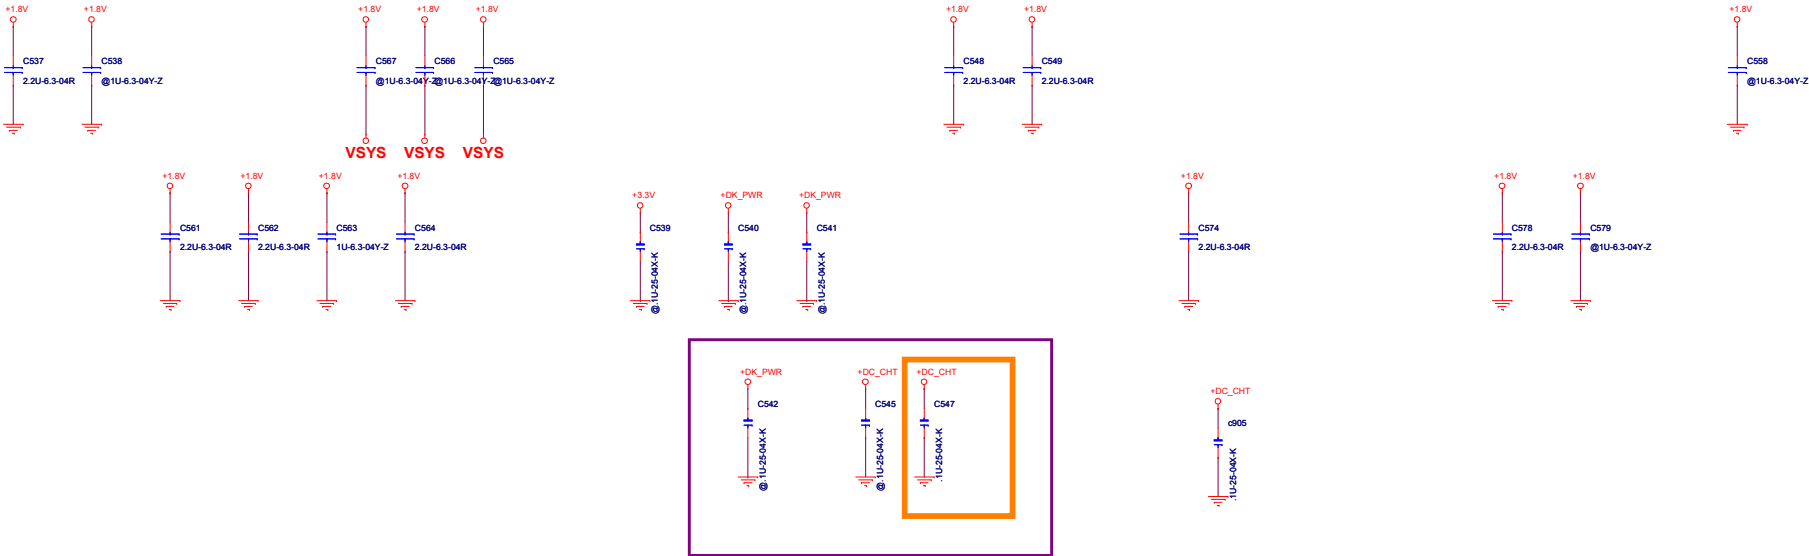 +1.8V +1.8V +1.8V +1.8V +1.8V +1.8V +1.8V +1.8V
C537 C538 C567 C566 C565 C548 C549 C558
2.2U-6.3-04R @1U-6.3-04Y-Z @1U-6.3-04Y-Z @1U-6.3-04Y-Z @1U-6.3-04Y-Z 2.2U-6.3-04R 2.2U-6.3-04R @1U-6.3-04Y-Z
VSYS VSYS VSYS
+1.8V +1.8V +1.8V +1.8V +1.8V +1.8V +1.8V
+3.3V +DK_PWR +DK_PWR
C561 C562 C563 C564 C539 C540 C541 C574 C578 C579
2.2U-6.3-04R 2.2U-6.3-04R 1U-6.3-04Y-Z 2.2U-6.3-04R 2.2U-6.3-04R 2.2U-6.3-04R @1U-6.3-04Y-Z
@.1U-25-04X-K @.1U-25-04X-K @.1U-25-04X-K
+DK_PWR +DC_CHT +DC_CHT
+DC_CHT
C542 C545 C547
c905
@.1U-25-04X-K @.1U-25-04X-K .1U-25-04X-K
.1U-25-04X-K